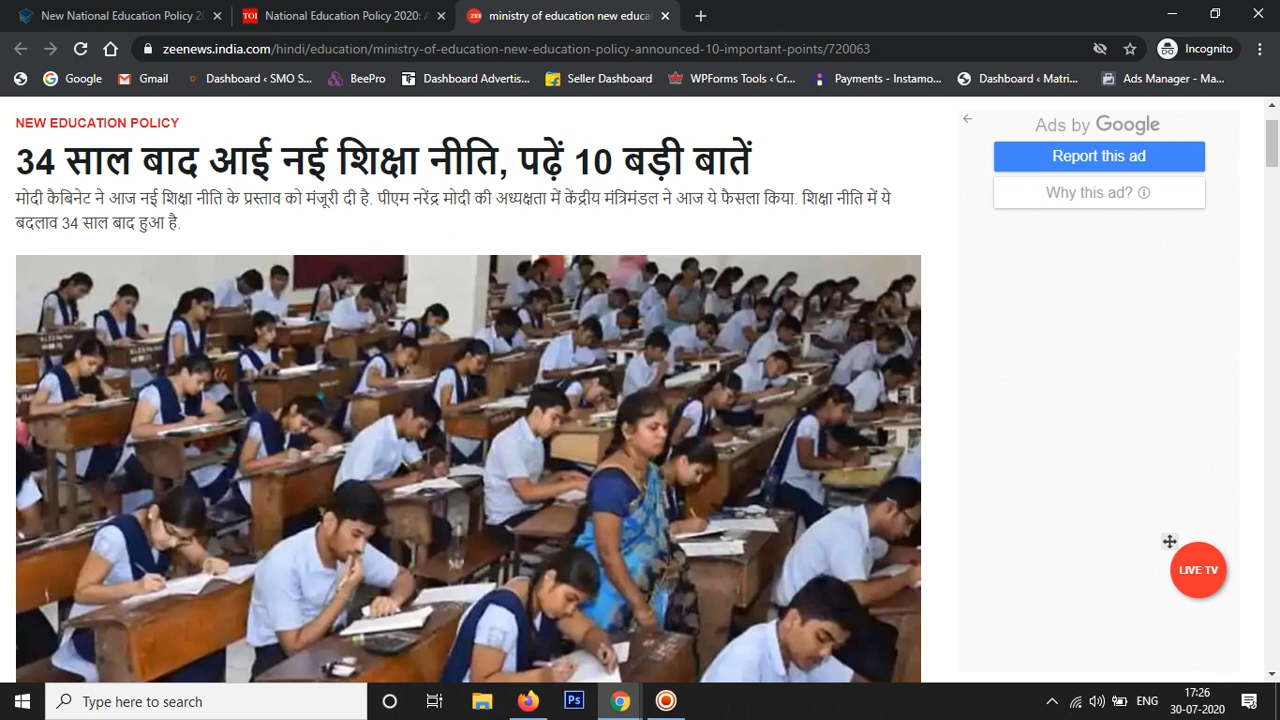 New National Education Policy 20
National Education Policy 2020: A
ministry of education new educa
zeenews.india.com/hindi/education/ministry-of-education-new-education-policy-announced-10-important-points/720063
Incognito
Google
Gmail
Dashboard ‹ SMO S...
BeePro
Dashboard Advertis...
Seller Dashboard
WPForms Tools ‹ Cr...
Payments - Instamo...
Dashboard ‹ Matri...
Ads Manager - Ma...
NEW EDUCATION POLICY
34 साल बाद आई नई शिक्षा नीति, पढ़ें 10 बड़ी बातें
मोदी कैबिनेट ने आज नई शिक्षा नीति के प्रस्ताव को मंजूरी दी है. पीएम नरेंद्र मोदी की अध्यक्षता में केंद्रीय मंत्रिमंडल ने आज ये फैसला किया. शिक्षा नीति में ये
बदलाव 34 साल बाद हुआ है.
Ads by Google
Report this ad
Why this ad?
LIVE TV
Type here to search
Ps
ENG
17:26
30-07-2020